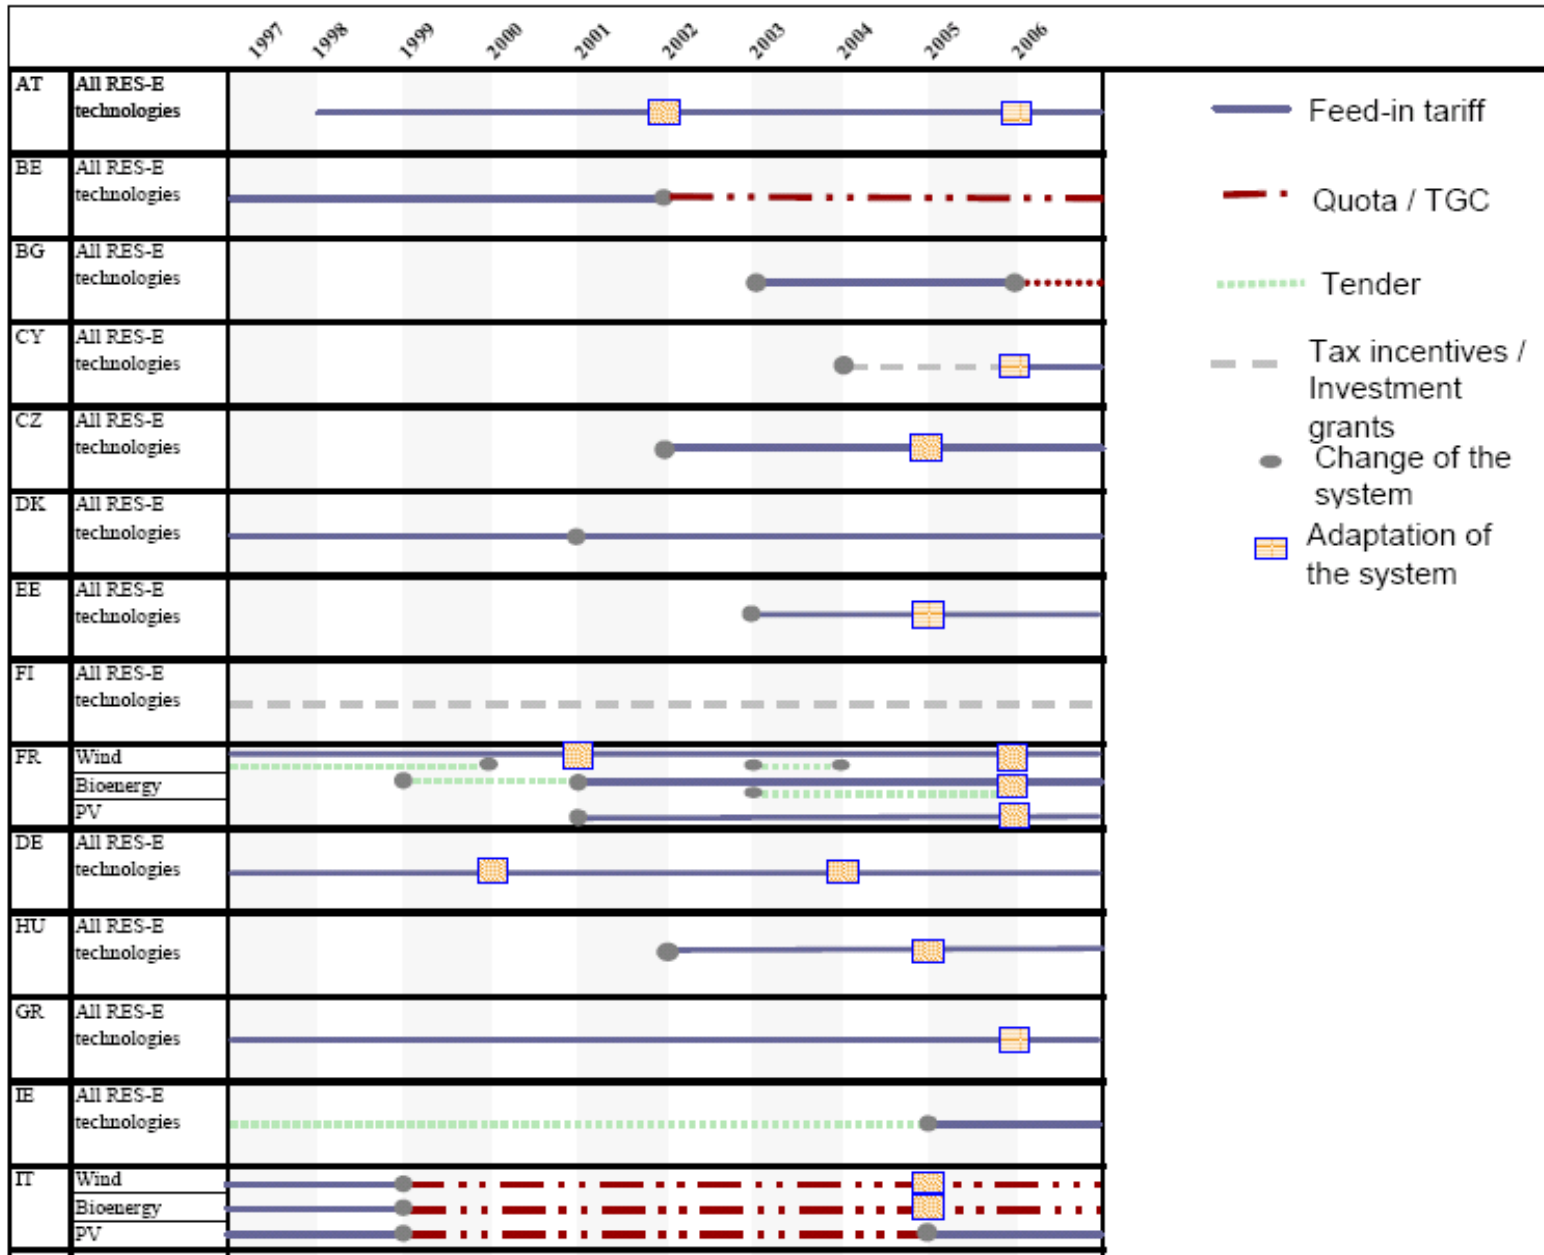 1997 1998 1999 2000 2001 2002 2003 2004 2005 2006
AT All RES-E
technologies
BE All RES-E
technologies
BG All RES-E
technologies
CY All RES-E
technologies
CZ All RES-E
technologies
DK All RES-E
technologies
EE All RES-E
technologies
FI All RES-E
technologies
FR Wind
Bioenergy
PV
DE All RES-E
technologies
HU All RES-E
technologies
GR All RES-E
technologies
IE All RES-E
technologies
IT Wind
Bioenergy
PV
Feed-in tariff
Quota / TGC
Tender
Tax incentives /
Investment
grants
Change of the
system
Adaptation of
the system